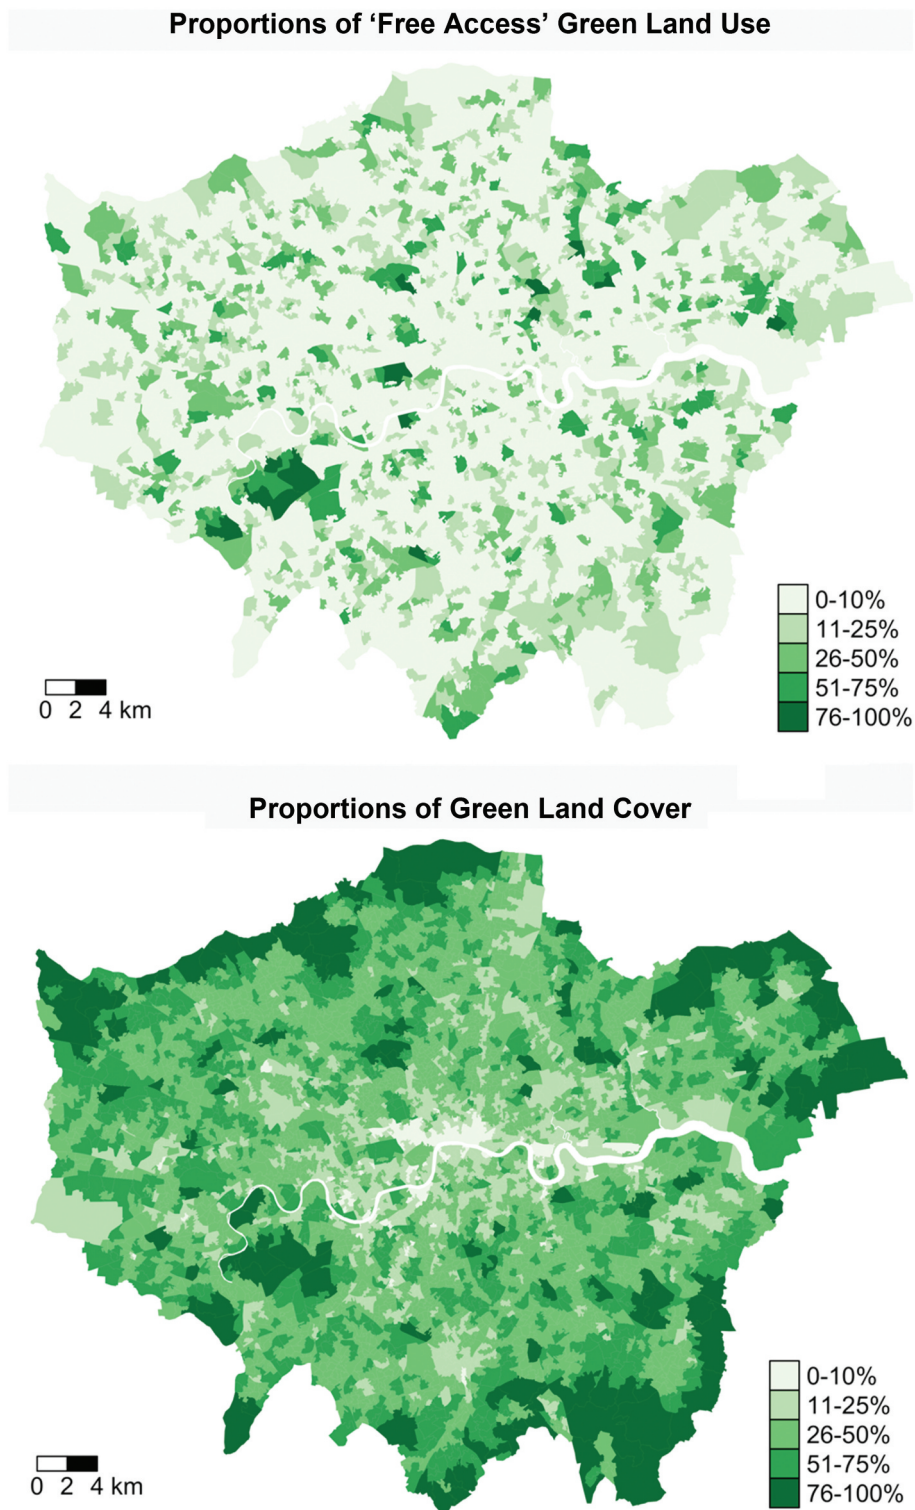 Proportions of ‘Free Access’ Green Land Use
0-10%
11-25%
26-50%
51-75%
76-100%
0 2 4 km
Proportions of Green Land Cover
0-10%
11-25%
26-50%
51-75%
76-100%
0 2 4 km